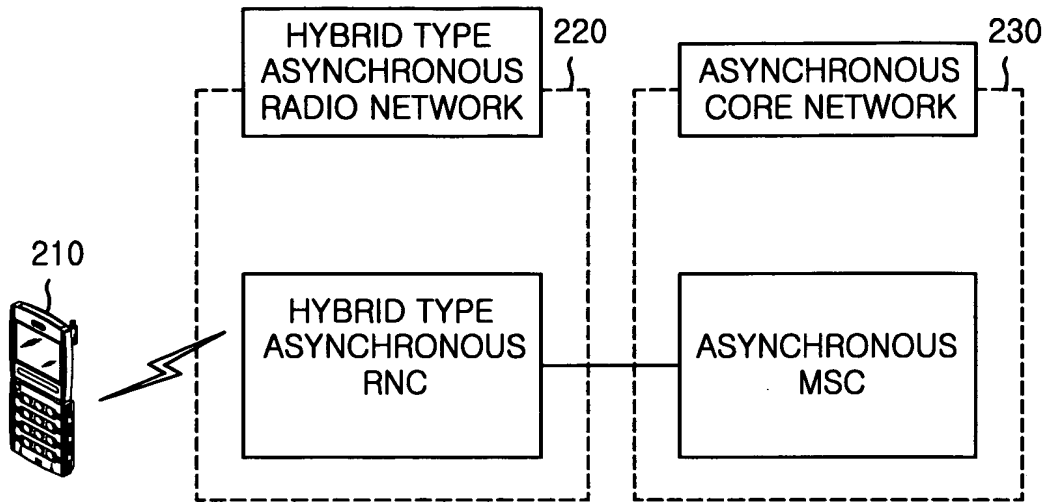 HYBRID TYPE
ASYNCHRONOUS
RADIO NETWORK
220
ASYNCHRONOUS
CORE NETWORK
230
210
HYBRID TYPE
ASYNCHRONOUS
RNC
ASYNCHRONOUS
MSC